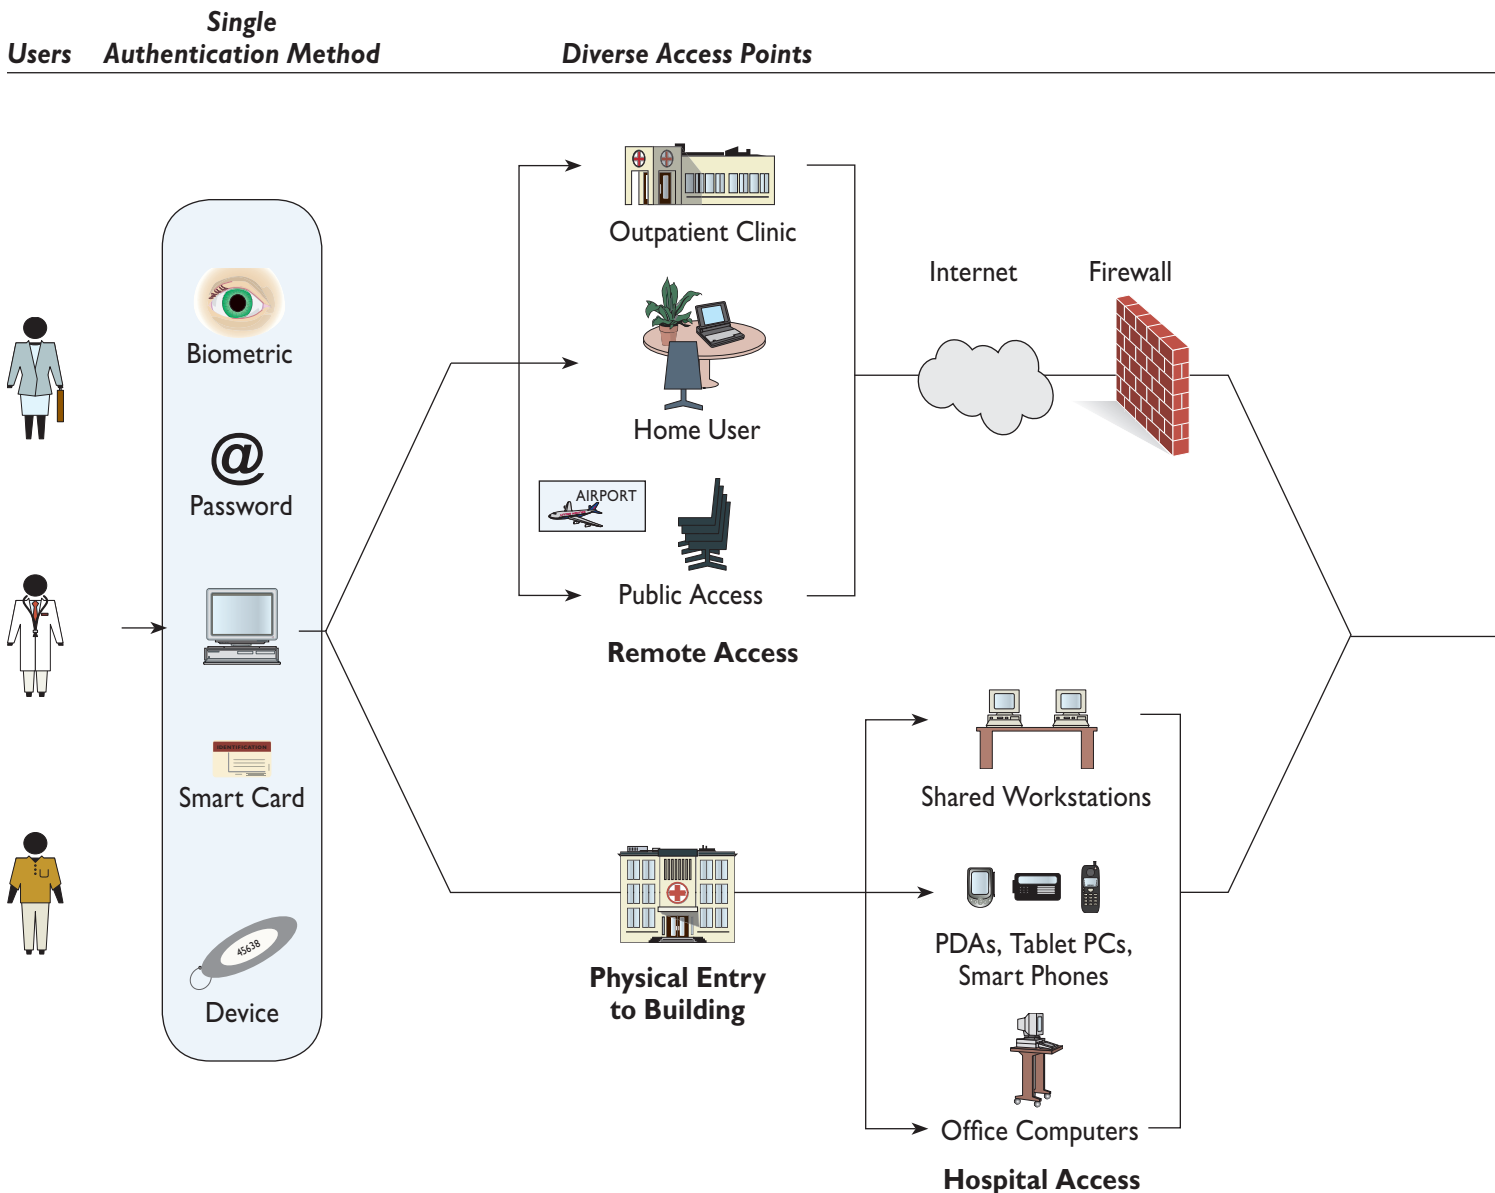 Users
Single
Authentication Method
Diverse Access Points
Outpatient Clinic
Internet
Firewall
Biometric
Home User
Password
AIRPORT
Public Access
Remote Access
IDENTIFICATION
Smart Card
Shared Workstations
45638
Device
Physical Entry
to Building
PDAs, Tablet PCs,
Smart Phones
Office Computers
Hospital Access
@